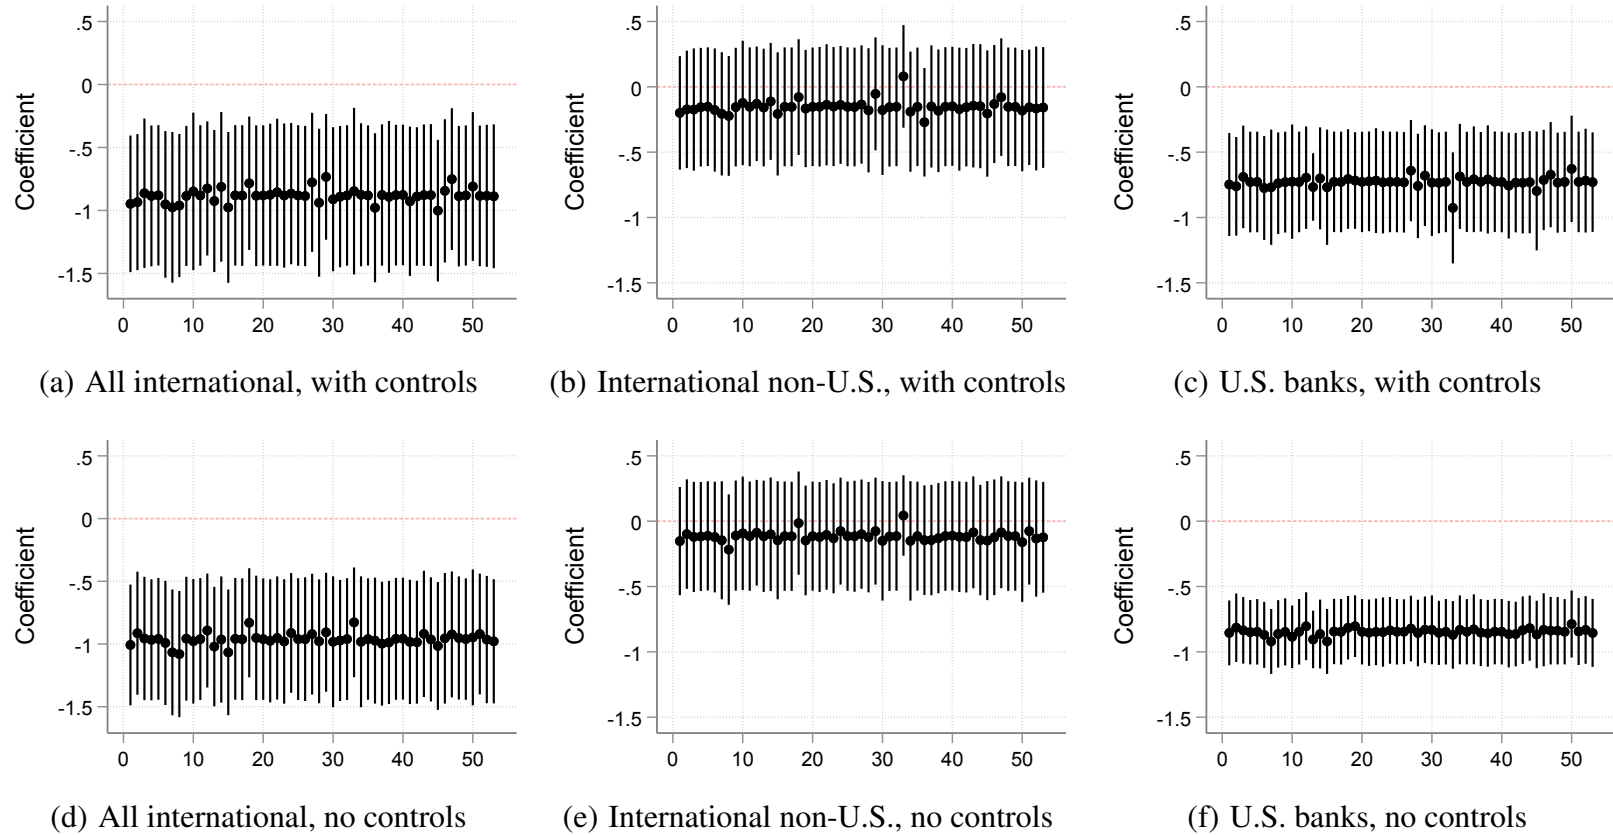 .5
0
-.5
-1
-1.5
Coefficient
0 10 20 30 40 50
(a) All international, with controls
.5
0
-.5
-1
-1.5
Coefficient
0 10 20 30 40 50
(b) International non-U.S., with controls
.5
0
-.5
-1
-1.5
Coefficient
0 10 20 30 40 50
(c) U.S. banks, with controls
.5
0
-.5
-1
-1.5
Coefficient
0 10 20 30 40 50
(d) All international, no controls
.5
0
-.5
-1
-1.5
Coefficient
0 10 20 30 40 50
(e) International non-U.S., no controls
.5
0
-.5
-1
-1.5
Coefficient
0 10 20 30 40 50
(f) U.S. banks, no controls